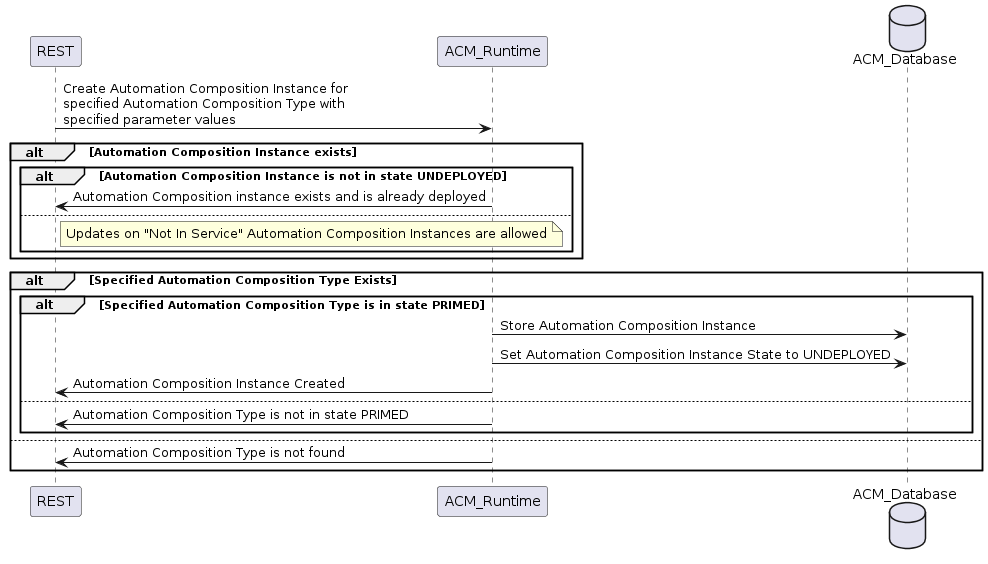 REST
ACM_Runtime
ACM_Database
Create Automation Composition Instance for
specified Automation Composition Type with
specified parameter values
alt
[Automation Composition Instance exists]
alt
[Automation Composition Instance is not in state UNDEPLOYED]
Automation Composition instance exists and is already deployed
Updates on "Not In Service" Automation Composition Instances are allowed
alt
[Specified Automation Composition Type Exists]
alt
[Specified Automation Composition Type is in state PRIMED]
Store Automation Composition Instance
Set Automation Composition Instance State to UNDEPLOYED
Automation Composition Instance Created
Automation Composition Type is not in state PRIMED
Automation Composition Type is not found
REST
ACM_Runtime
ACM_Database